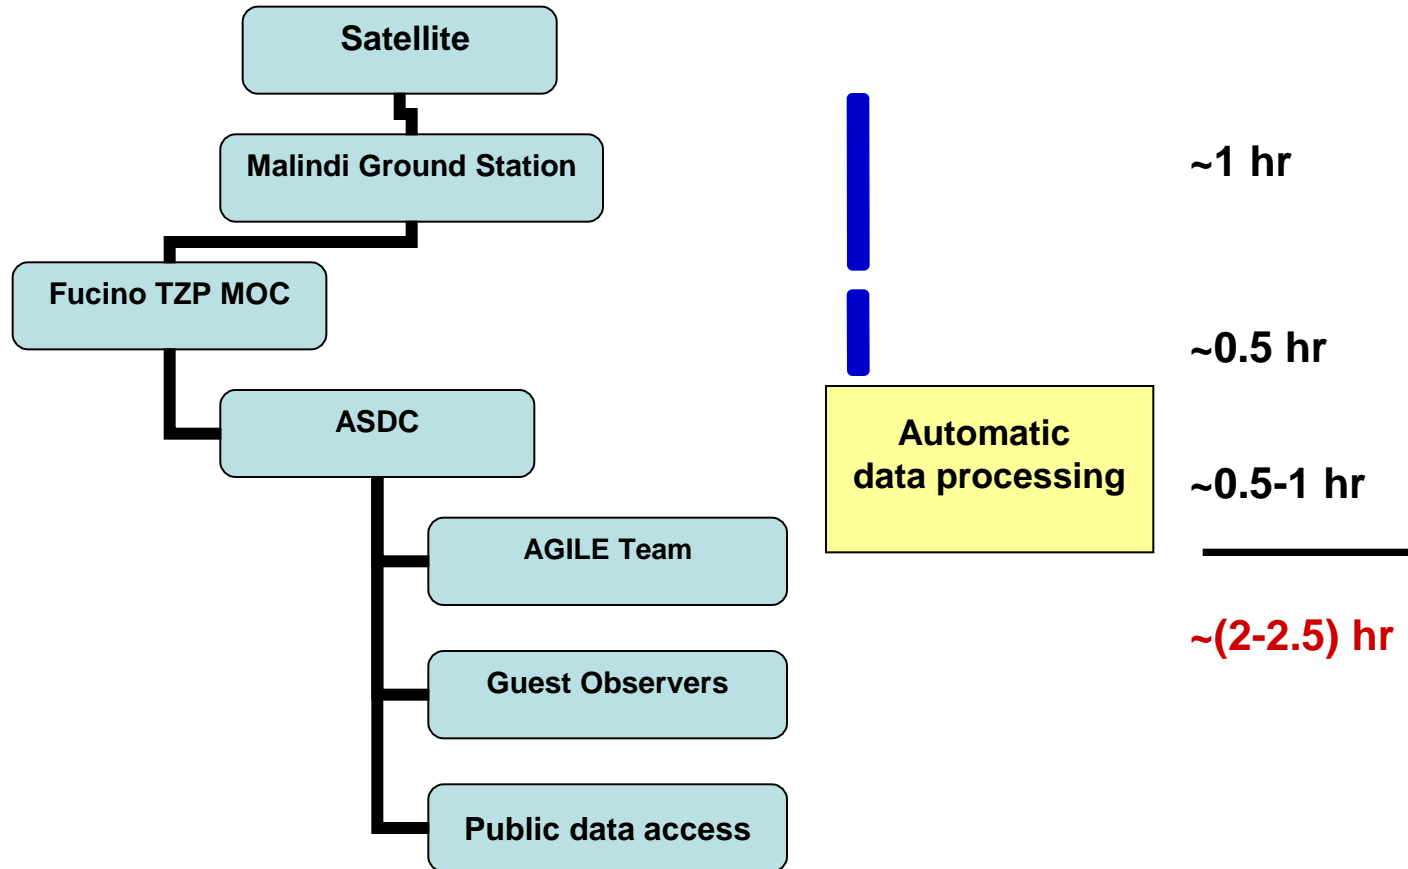 Satellite
Malindi Ground Station
Fucino TZP MOC
ASDC
AGILE Team
Guest Observers
Public data access
Automatic
data processing
~1 hr
~0.5 hr
~0.5-1 hr
~(2-2.5) hr